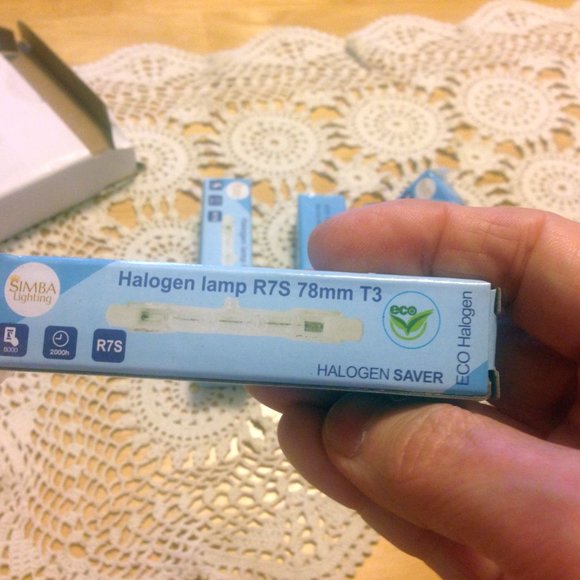 SIMBA
Lighting
Halogen lamp R7S 78mm T3
eco
8000
2000h
R7S
HALOGEN SAVER
ECO Halogen